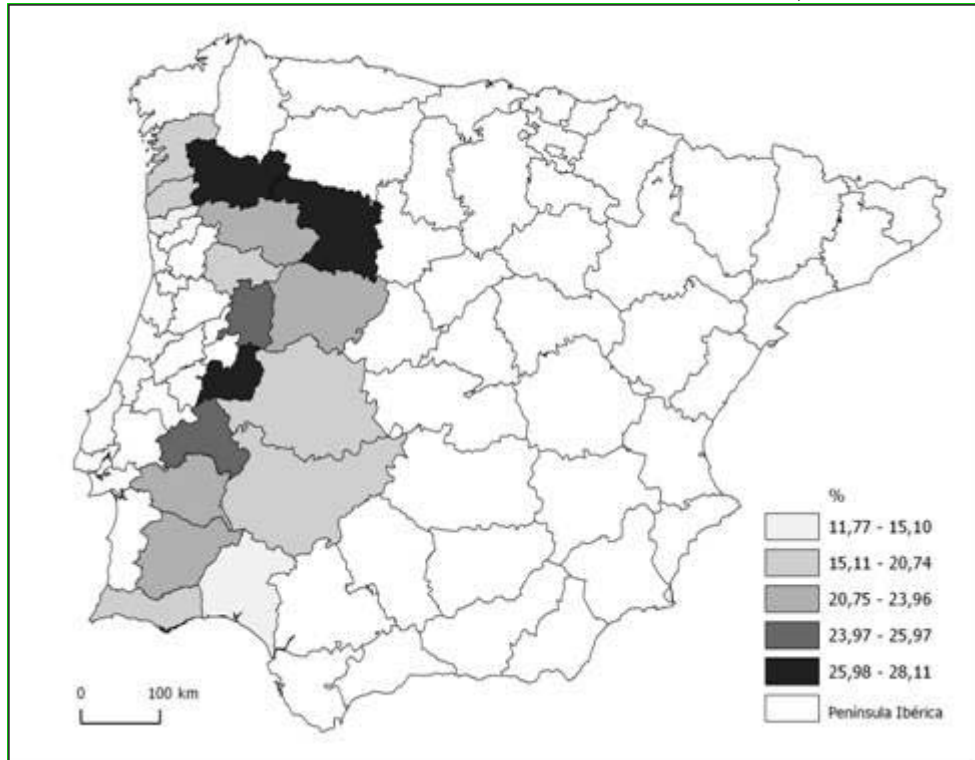 %
11,77 - 15,10
15,11 - 20,74
20,75 - 23,96
23,97 - 25,97
25,98 - 28,11
Península Ibérica
0 100 km